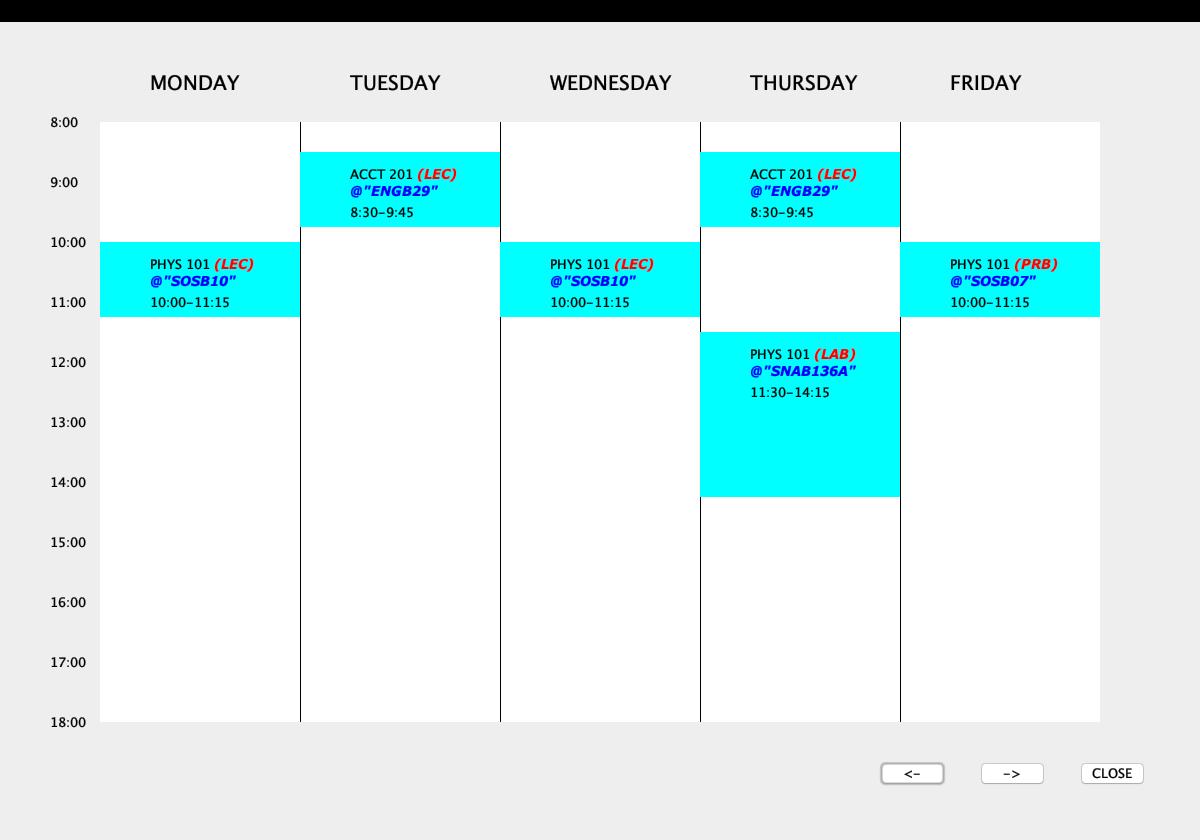 MONDAY TUESDAY WEDNESDAY THURSDAY FRIDAY
8:00
ACCT 201 (LEC) ACCT 201 (LEC)
9:00 @"ENGB29" @"ENGB29"
8:30-9:45 8:30-9:45
10:00
PHYS 101 (LEC) PHYS 101 (LEC) PHYS 101 (PRB)
@"SOSB10" @"SOSB10" @"SOSB07"
11:00 10:00-11:15 10:00-11:15 10:00-11:15
PHYS 101 (LAB)
12:00 @"SNAB136A"
11:30-14:15
13:00
14:00
15:00
16:00
17:00
18:00
<- -> CLOSE